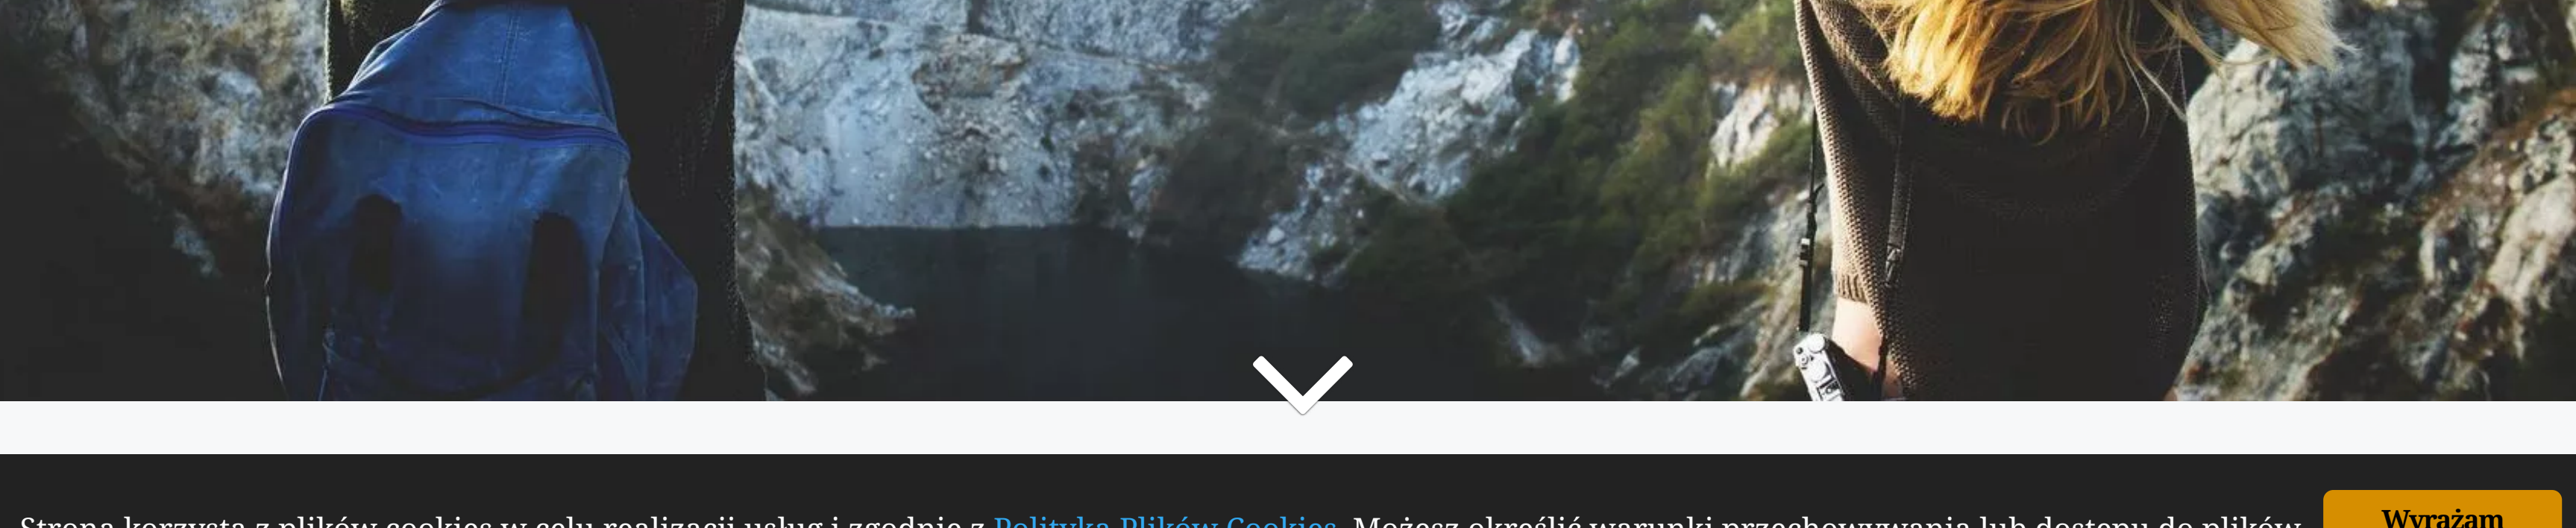 Strona korzysta z plików cookies w celu realizacji usług i zgodnie z Polityką Plików Cookies. Możesz określić warunki przechowywania lub dostępu do plików
Wyrażam